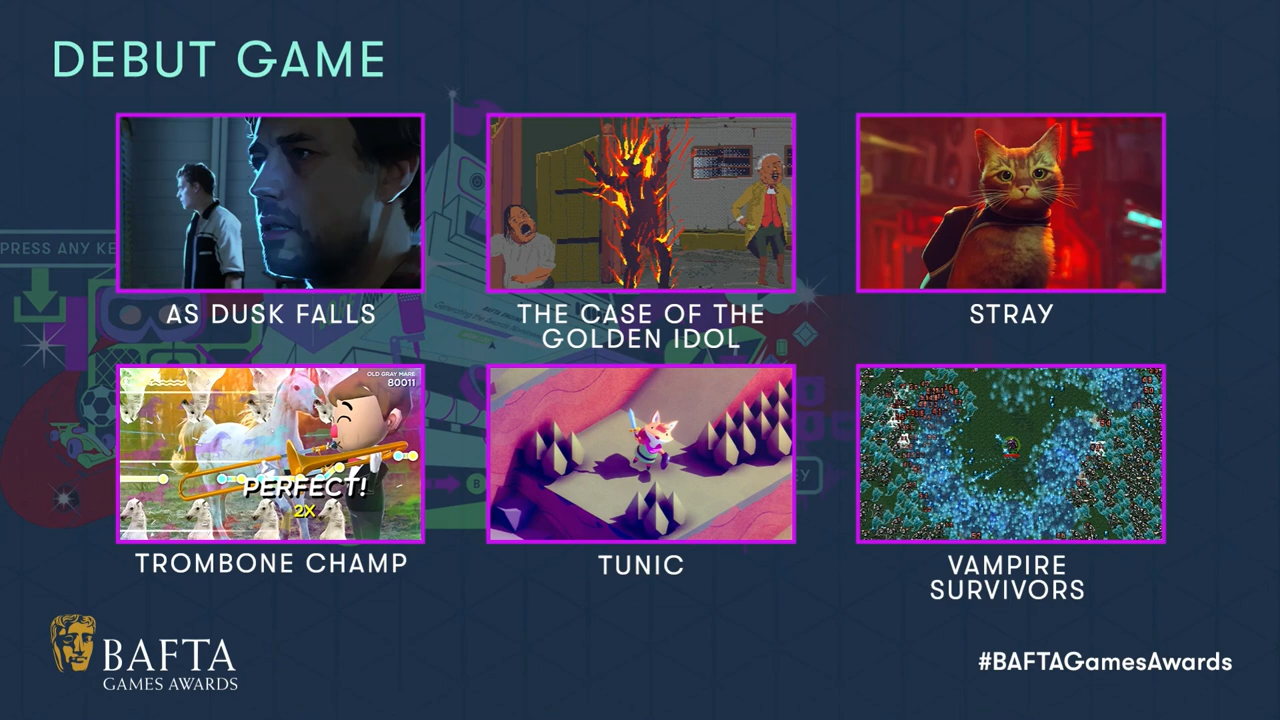 DEBUT GAME
PRESS ANY KE
AS DUSK FALLS
THE CASE OF THE
GOLDEN IDOL
STRAY
OLD GRAY MARE
80011
PERFECT!
2X
B
TROMBONE CHAMP
TUNIC
VAMPIRE
SURVIVORS
BAFTA
GAMES AWARDS
#BAFTAGamesAwards